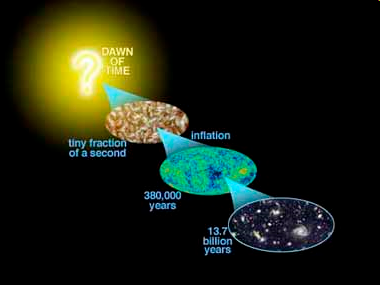 ?
DAWN
OF
TIME
tiny fraction
of a second
inflation
380,000
years
13.7
billion
years